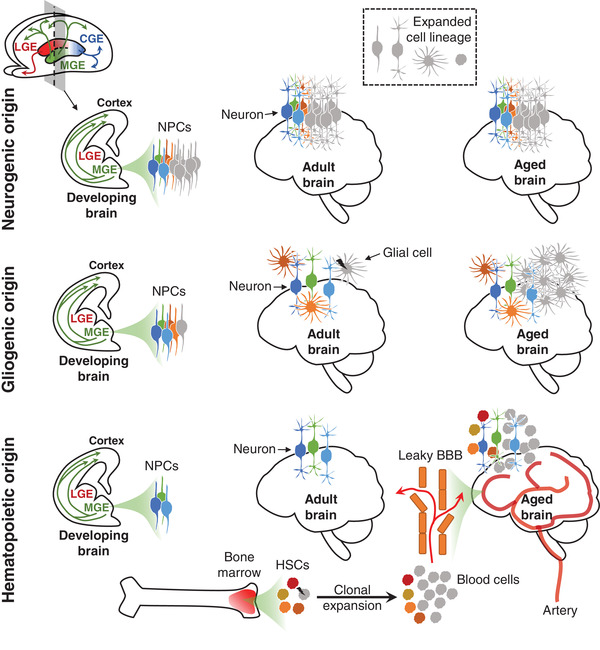 LGE
CGE
MGE
Expanded
cell lineage
Neurogenic origin
Cortex
NPCs
LGE
MGE
Developing
brain
Neuron
Adult
brain
Aged
brain
Gliogenic origin
Cortex
NPCs
LGE
MGE
Developing
brain
Glial cell
Neuron
Adult
brain
Aged
brain
Hematopoietic origin
Cortex
NPCs
LGE
MGE
Developing
brain
Neuron
Adult
brain
Leaky BBB
Aged
brain
Bone
marrow
HSCs
Clonal
expansion
Blood cells
Artery